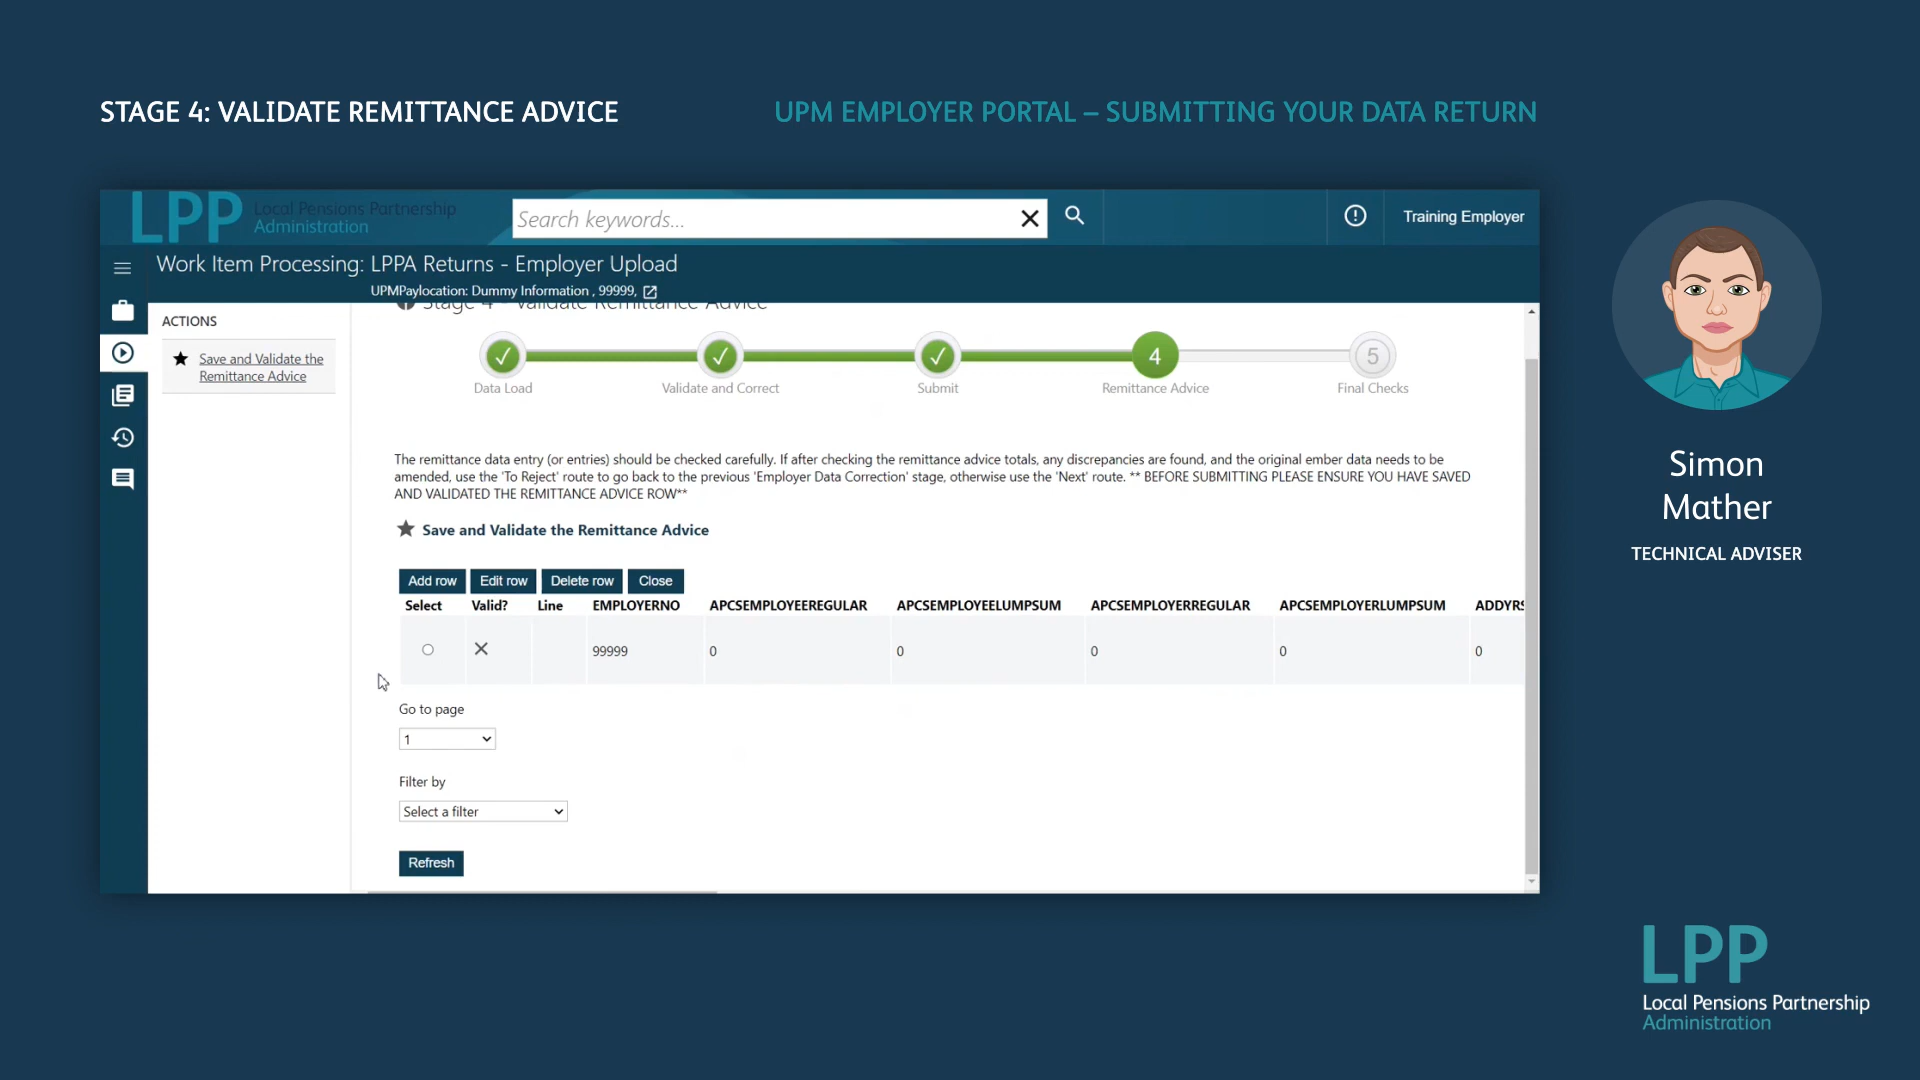 STAGE 4: VALIDATE REMITTANCE ADVICE
UPM EMPLOYER PORTAL – SUBMITTING YOUR DATA RETURN
LPP Local Pensions Partnership
Administration
Search keywords...
Training Employer
Work Item Processing: LPPA Returns - Employer Upload
UPMPaylocation: Dummy Information , 99999,
ACTIONS
Save and Validate the
Remittance Advice
Stage 4 - Validate Remittance Advice
4
5
Data Load
Validate and Correct
Submit
Remittance Advice
Final Checks
The remittance data entry (or entries) should be checked carefully. If after checking the remittance advice totals, any discrepancies are found, and the original ember data needs to be
amended, use the 'To Reject' route to go back to the previous 'Employer Data Correction' stage, otherwise use the 'Next' route. ** BEFORE SUBMITTING PLEASE ENSURE YOU HAVE SAVED
AND VALIDATED THE REMITTANCE ADVICE ROW**
Save and Validate the Remittance Advice
Add row Edit row Delete row Close
Select Valid? Line EMPLOYERNO APCSEMPLOYEEREGULAR APCSEMPLOYEELUMPSUM APCSEMPLOYERREGULAR APCSEMPLOYERLUMPSUM ADDYRS
99999 0 0 0 0 0
Go to page
1
Filter by
Select a filter
Refresh
Simon
Mather
TECHNICAL ADVISER
LPP
Local Pensions Partnership
Administration